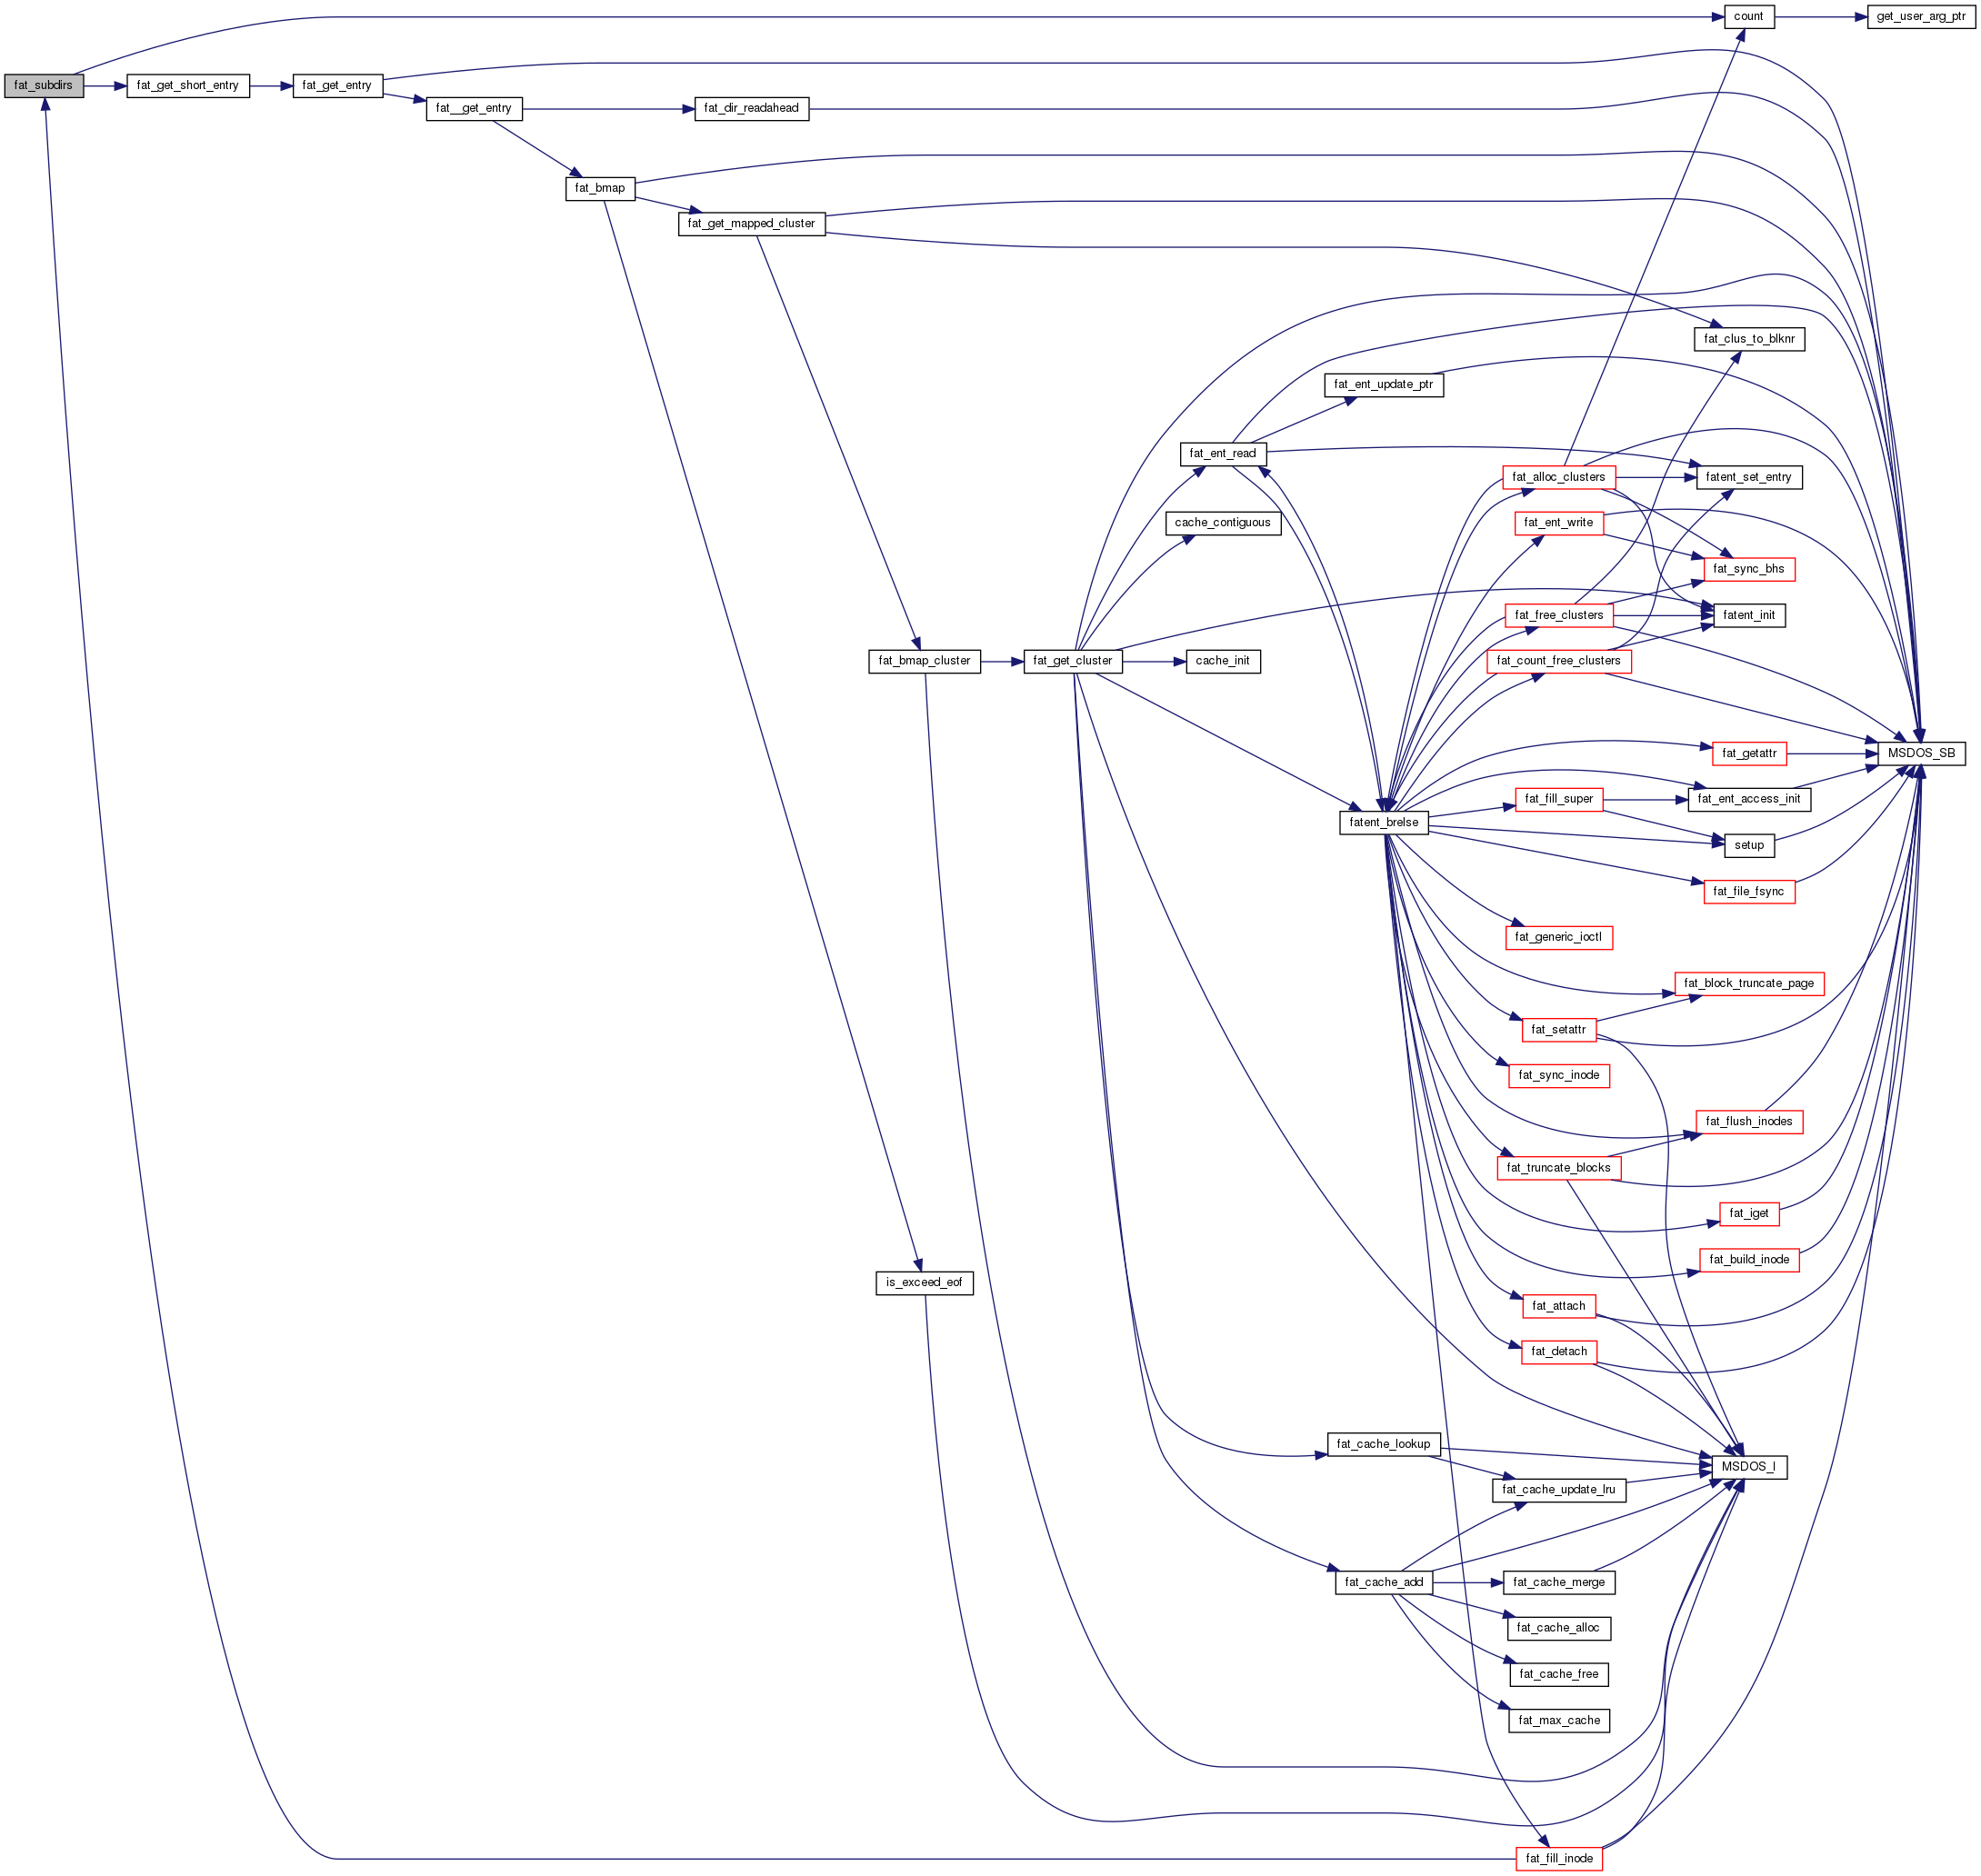 count
get_user_arg_ptr
fat_subdirs
fat_get_short_entry
fat_get_entry
fat__get_entry
fat_dir_readahead
fat_bmap
fat_get_mapped_cluster
fat_clus_to_blknr
fat_ent_update_ptr
fat_ent_read
fat_alloc_clusters
fatent_set_entry
cache_contiguous
fat_ent_write
fat_sync_bhs
fat_free_clusters
fatent_init
fat_bmap_cluster
fat_get_cluster
cache_init
fat_count_free_clusters
fat_getattr
MSDOS_SB
fat_fill_super
fat_ent_access_init
fatent_brelse
setup
fat_file_fsync
fat_generic_ioctl
fat_block_truncate_page
fat_setattr
fat_sync_inode
fat_flush_inodes
fat_truncate_blocks
fat_iget
fat_build_inode
is_exceed_eof
fat_attach
fat_detach
fat_cache_lookup
MSDOS_I
fat_cache_update_lru
fat_cache_add
fat_cache_merge
fat_cache_alloc
fat_cache_free
fat_max_cache
fat_fill_inode